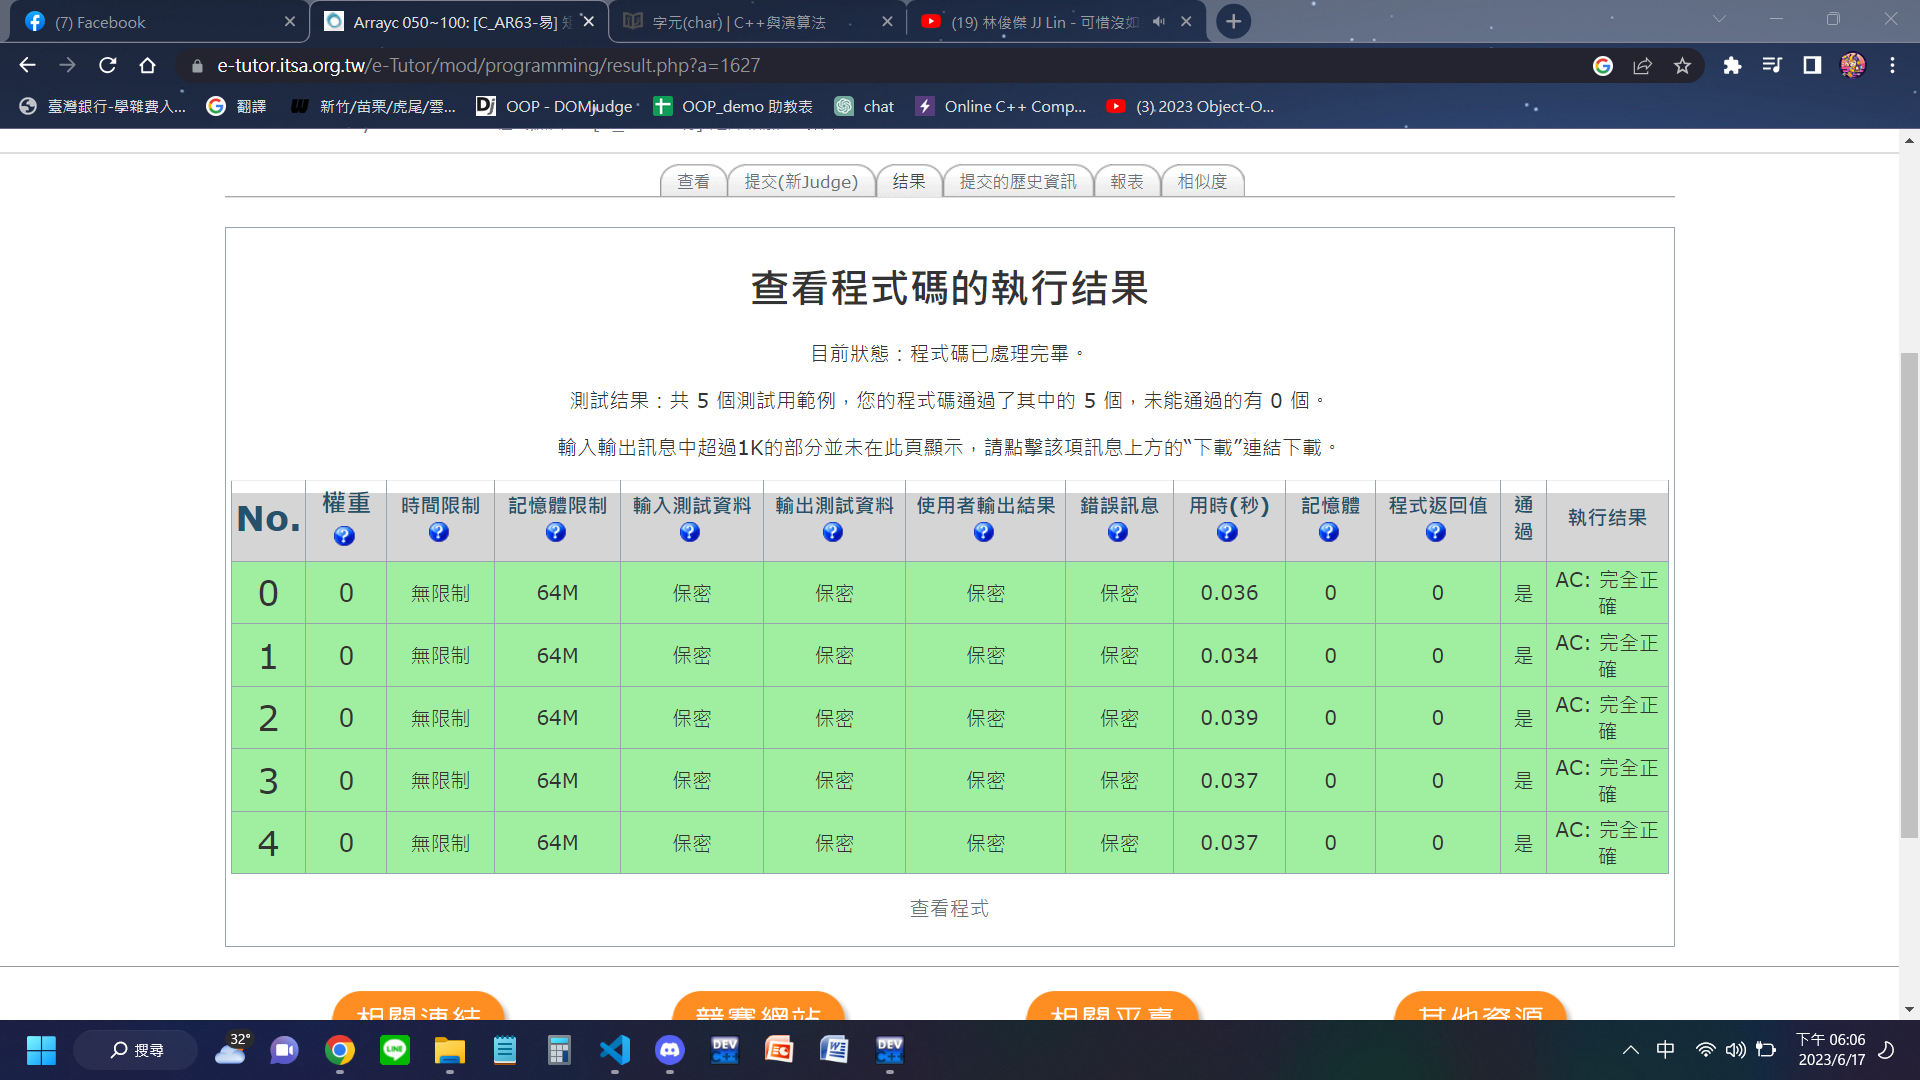 (7) Facebook
Arrayc 050~100: [C_AR63-易]
字元(char) | C++與演算法
(19) 林俊傑 JJ Lin - 可惜沒如
e-tutor.itsa.org.tw/e-Tutor/mod/programming/result.php?a=1627
臺灣銀行-學雜費入... 翻譯 新竹/苗栗/虎尾/雲... OOP - DOMjudge OOP_demo 助教表 chat Online C++ Comp... (3) 2023 Object-O...
查看 提交(新Judge) 结果 提交的歷史資訊 報表 相似度
查看程式碼的執行结果
目前狀態：程式碼已處理完畢。
測試结果：共 5 個測試用範例，您的程式碼通過了其中的 5 個，未能通過的有 0 個。
輸入輸出訊息中超過1K的部分並未在此頁顯示，請點擊該項訊息上方的“下載”連結下載。
No. 權重 時間限制 記憶體限制 輸入測試資料 輸出測試資料 使用者輸出結果 錯誤訊息 用時(秒) 記憶體 程式返回值 通過 執行结果
0 0 無限制 64M 保密 保密 保密 保密 0.036 0 0 是 AC: 完全正確
1 0 無限制 64M 保密 保密 保密 保密 0.034 0 0 是 AC: 完全正確
2 0 無限制 64M 保密 保密 保密 保密 0.039 0 0 是 AC: 完全正確
3 0 無限制 64M 保密 保密 保密 保密 0.037 0 0 是 AC: 完全正確
4 0 無限制 64M 保密 保密 保密 保密 0.037 0 0 是 AC: 完全正確
查看程式
相關連結 競賽網站 相關平臺 其他資源
搜尋
32°
DEV C++
DEV C++
中
下午 06:06
2023/6/17